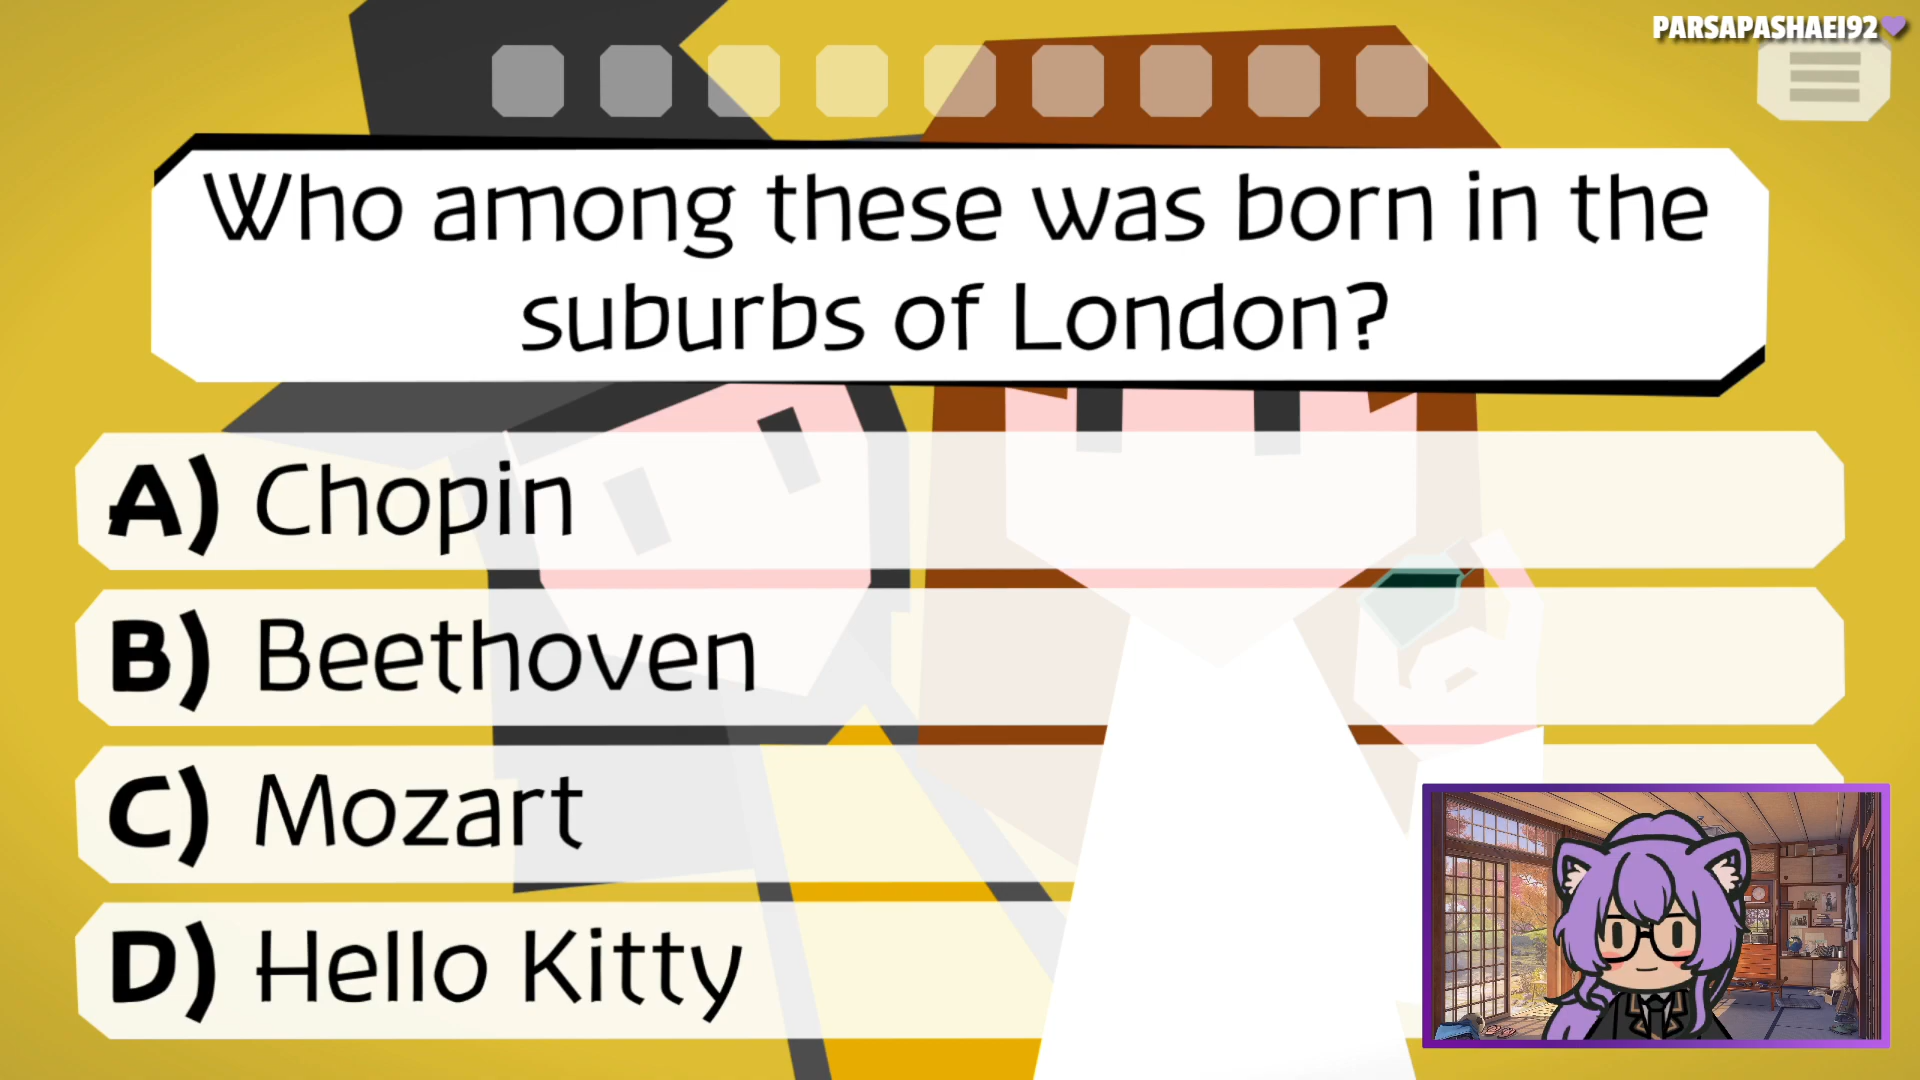 PARSAPASHAEI92
Who among these was born in the
suburbs of London?
A) Chopin
B) Beethoven
C) Mozart
D) Hello Kitty